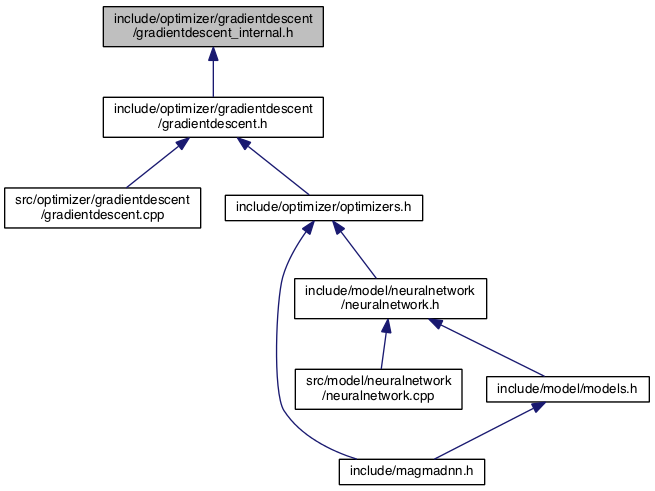 include/optimizer/gradientdescent
/gradientdescent_internal.h
include/optimizer/gradientdescent
/gradientdescent.h
src/optimizer/gradientdescent
/gradientdescent.cpp
include/optimizer/optimizers.h
include/model/neuralnetwork
/neuralnetwork.h
src/model/neuralnetwork
/neuralnetwork.cpp
include/model/models.h
include/magmadnn.h